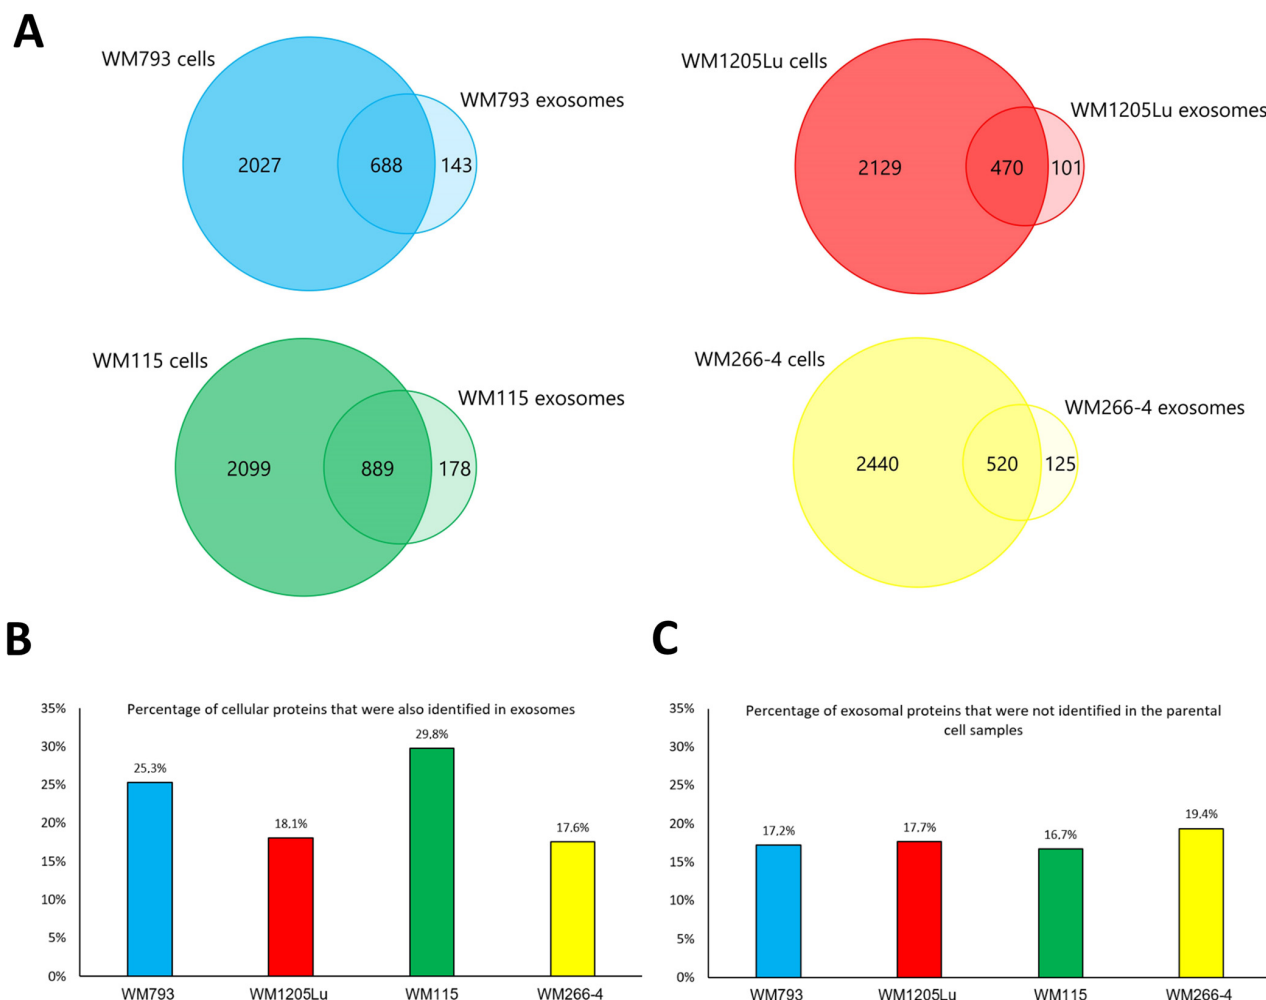 A
WM793 cells
WM793 exosomes
2027
688
143
WM1205Lu cells
WM1205Lu exosomes
2129
470
101
WM115 cells
WM115 exosomes
2099
889
178
WM266-4 cells
WM266-4 exosomes
2440
520
125
B
Percentage of cellular proteins that were also identified in exosomes
35%
30%
25%
20%
15%
10%
5%
0%
25,3%
18,1%
29,8%
17,6%
WM793
WM1205Lu
WM115
WM266-4
C
Percentage of exosomal proteins that were not identified in the parental
cell samples
35%
30%
25%
20%
15%
10%
5%
0%
17,2%
17,7%
16,7%
19,4%
WM793
WM1205Lu
WM115
WM266-4